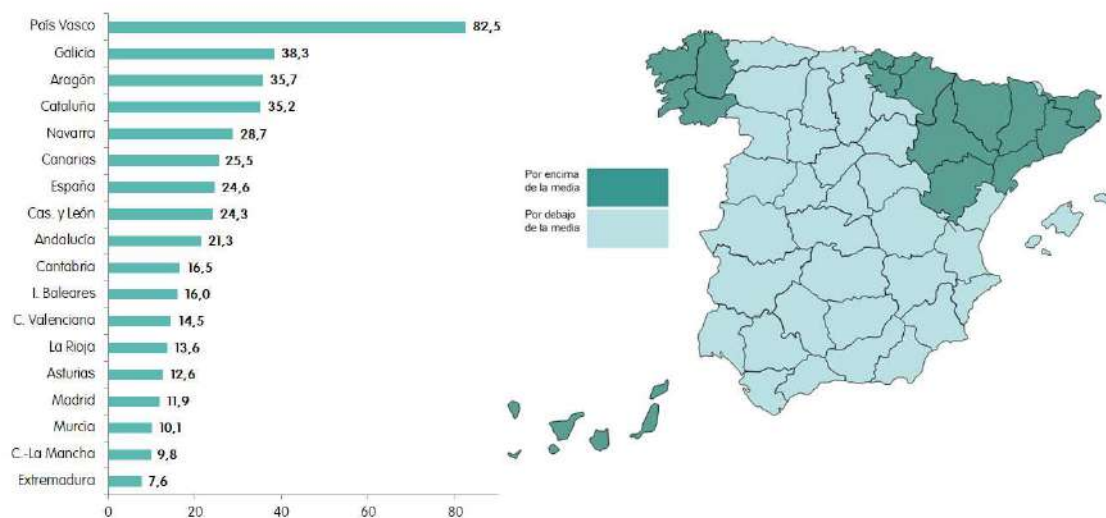 País Vasco 82,5
Galicia 38,3
Aragón 35,7
Cataluña 35,2
Navarra 28,7
Canarias 25,5
España 24,6
Cas. y León 24,3
Andalucía 21,3
Cantabria 16,5
I. Baleares 16,0
C. Valenciana 14,5
La Rioja 13,6
Asturias 12,6
Madrid 11,9
Murcia 10,1
C.-La Mancha 9,8
Extremadura 7,6
0 20 40 60 80
Por encima
de la media
Por debajo
de la media